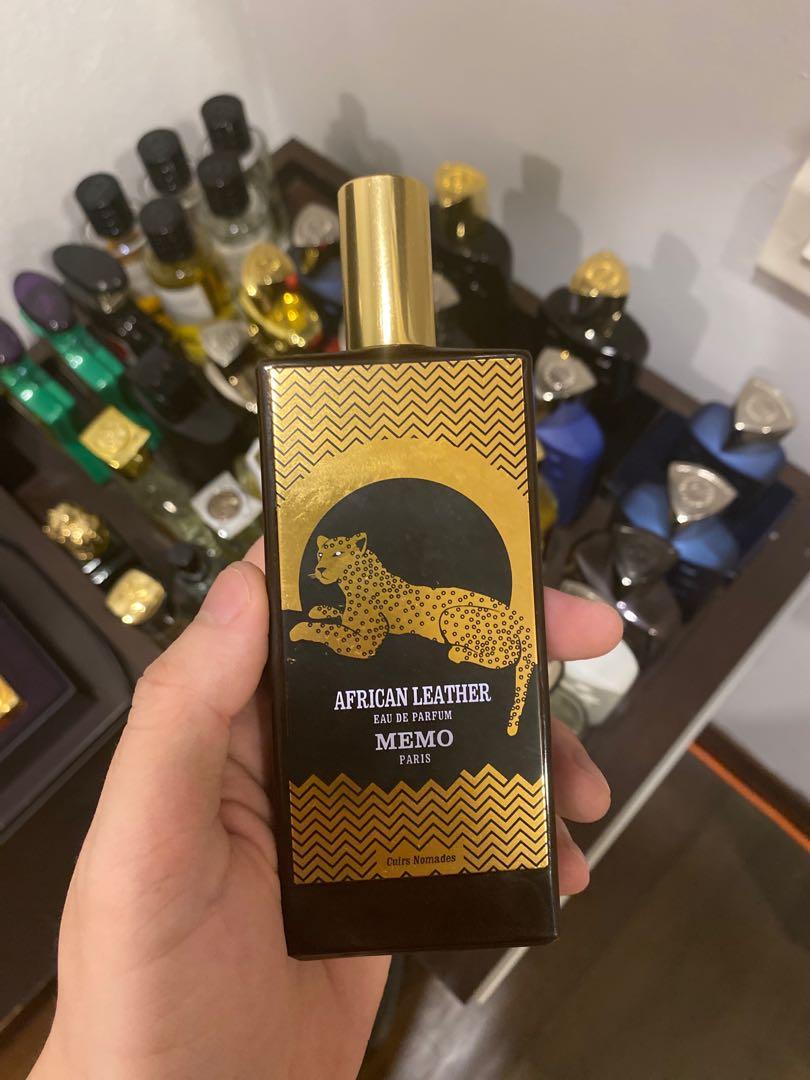 AFRICAN LEATHER
EAU DE PARFUM
MEMO
PARIS
Cuirs Nomades